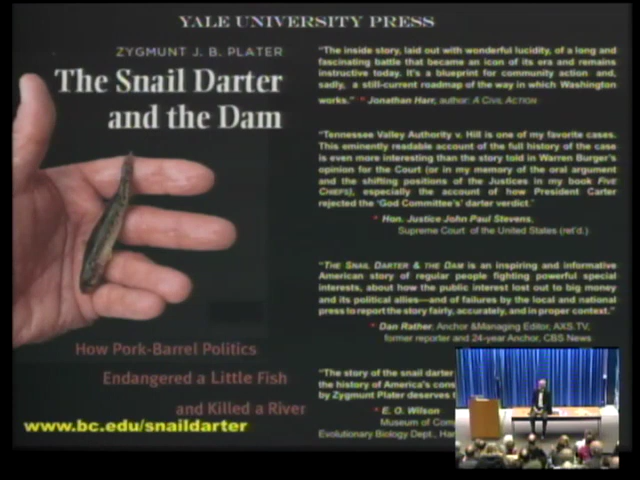 YALE UNIVERSITY PRESS
ZYGMUNT J. B. PLATER
The Snail Darter
and the Dam
How Pork-Barrel Politics
Endangered a Little Fish
and Killed a River
www.bc.edu/snaildarter
"The inside story, laid out with wonderful lucidity, of a long and
fascinating battle that became an icon of its era and remains
instructive today. It's a blueprint for community action and,
sadly, a still-current roadmap of the way in which Washington
works." * Jonathan Harr, author: A CIVIL ACTION
"Tennessee Valley Authority v. Hill is one of my favorite cases.
This eminently readable account of the full history of the case
is even more interesting than the story told in Warren Burger's
opinion for the Court (or in my memory of the oral argument
and the shifting positions of the Justices in my book FIVE
CHIEFS), especially the account of how President Carter
rejected the 'God Committee's' darter verdict."
* Hon. Justice John Paul Stevens,
Supreme Court of the United States (ret'd.)
"THE SNAIL DARTER & THE DAM is an inspiring and informative
American story of regular people fighting powerful special
interests, about how the public interest lost out to big money
and its political allies—and of failures by the local and national
press to report the story fairly, accurately, and in proper context."
* Dan Rather, Anchor &Managing Editor, AXS.TV,
former reporter and 24-year Anchor, CBS News
"The story of the snail darter
the history of America's cons
by Zygmunt Plater deserves t
* E. O. Wilson
Museum of Com
Evolutionary Biology Dept., Har